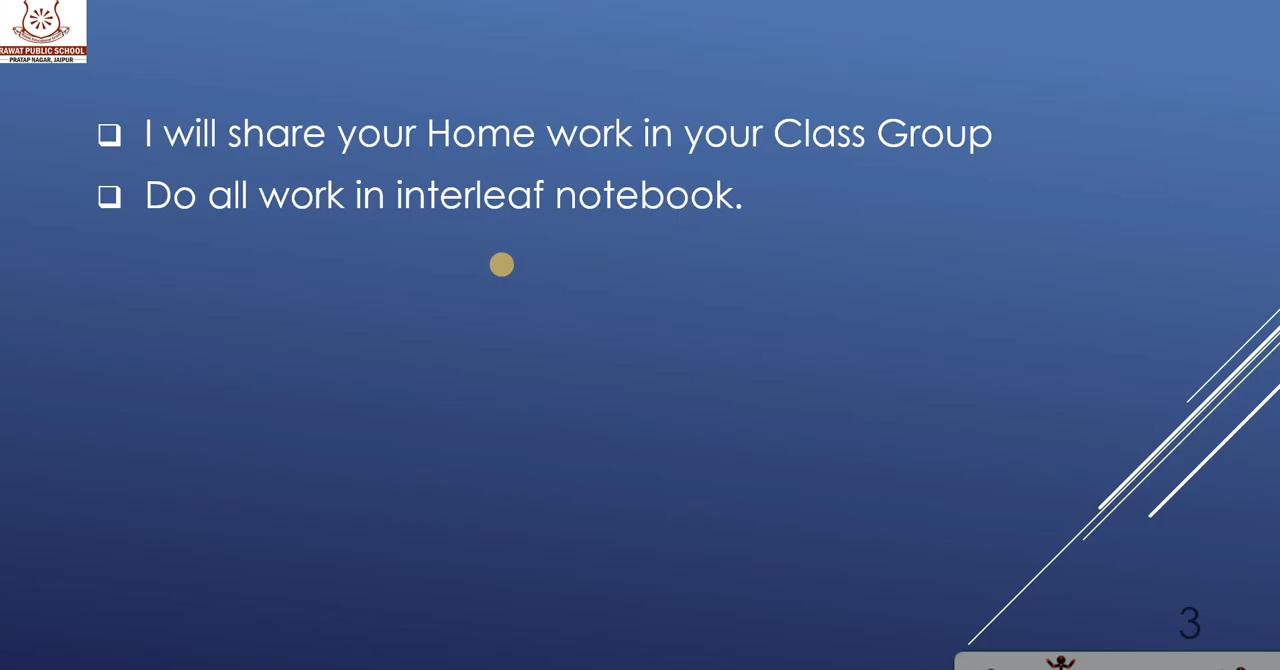 RAWAT PUBLIC SCHOOL
PRATAP NAGAR, JAIPUR
I will share your Home work in your Class Group
Do all work in interleaf notebook.
3